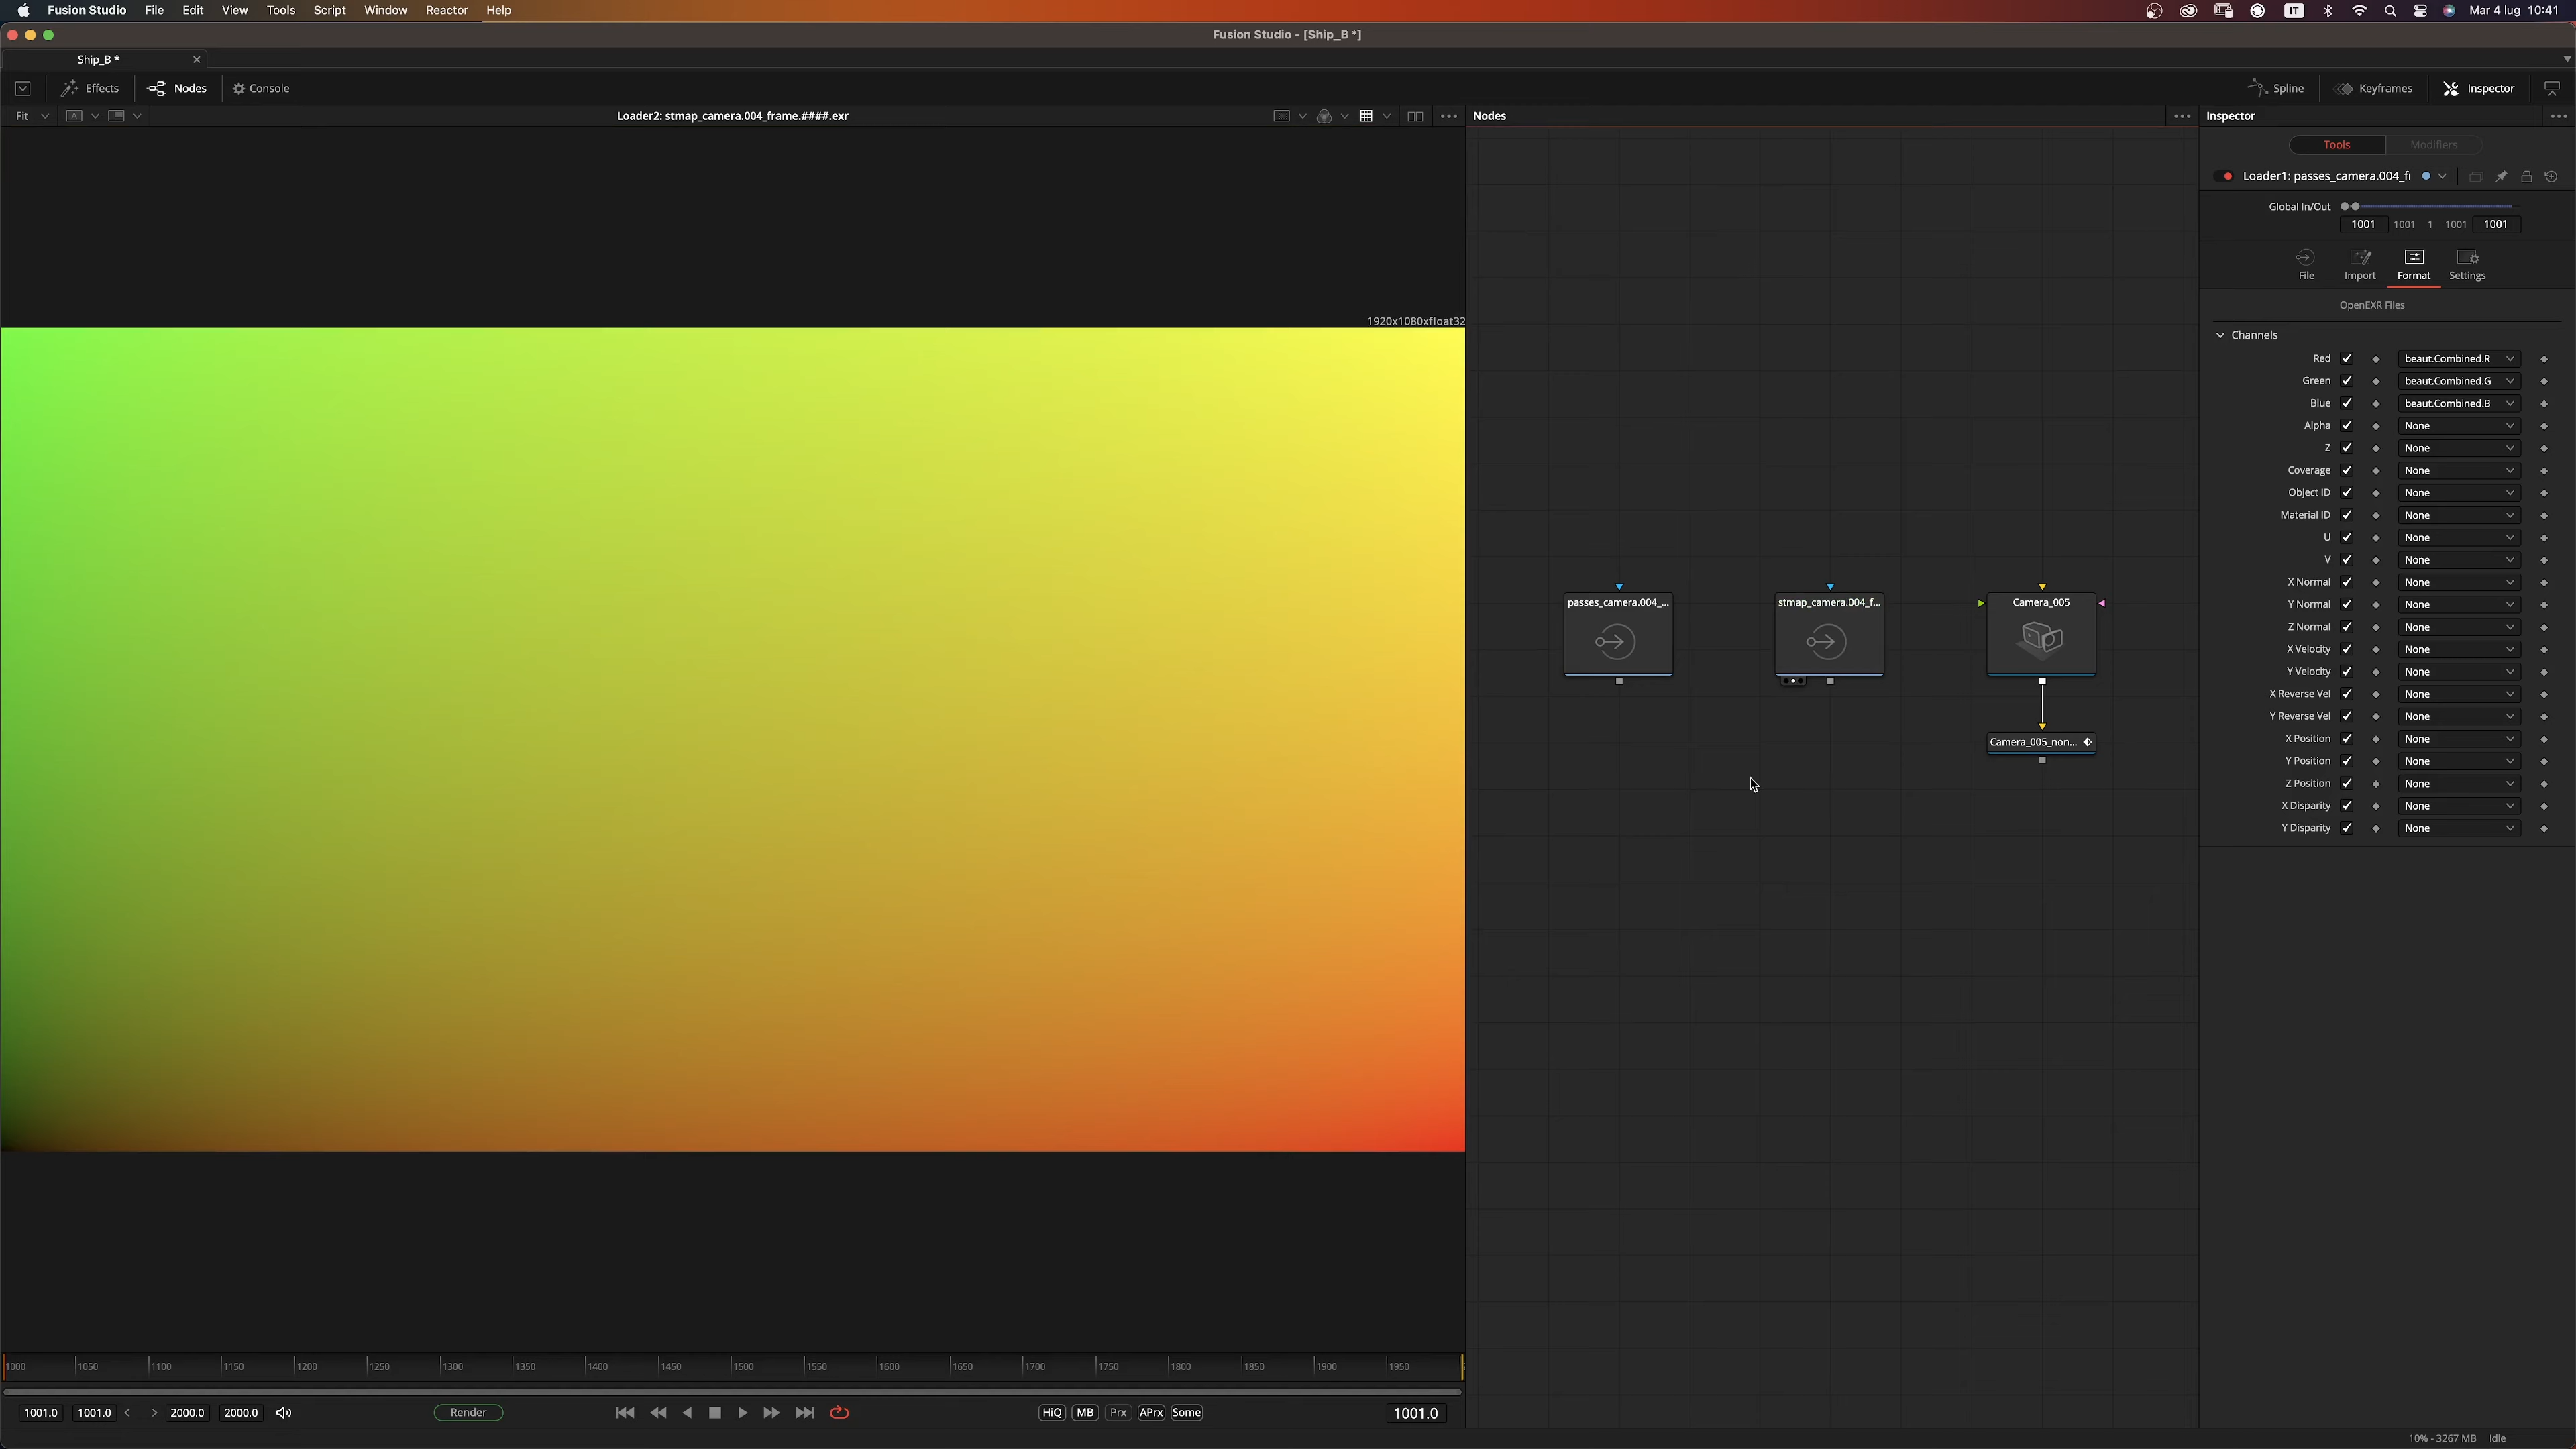 Fusion Studio File Edit View Tools Script Window Reactor Help IT Mar 4 lug 10:41
Fusion Studio - [Ship_B *]
Ship_B *
Effects Nodes Console Spline Keyframes Inspector
Fit A Loader2: stmap_camera.004_frame.####.exr Nodes Inspector
Tools Modifiers
Loader1: passes_camera.004_f
Global In/Out
1001 1001 1 1001 1001
File Import Format Settings
OpenEXR Files
1920x1080xfloat32
Channels
Red beaut.Combined.R
Green beaut.Combined.G
Blue beaut.Combined.B
Alpha None
Z None
Coverage None
Object ID None
Material ID None
U None
V None
X Normal None
Y Normal None
Z Normal None
X Velocity None
Y Velocity None
X Reverse Vel None
Y Reverse Vel None
X Position None
Y Position None
Z Position None
X Disparity None
Y Disparity None
passes_camera.004_... stmap_camera.004_f... Camera_005
Camera_005_non...
1000 1050 1100 1150 1200 1250 1300 1350 1400 1450 1500 1550 1600 1650 1700 1750 1800 1850 1900 1950
1001.0 1001.0 < > 2000.0 2000.0 Render HiQ MB Prx APrx Some 1001.0
10% - 3267 MB Idle